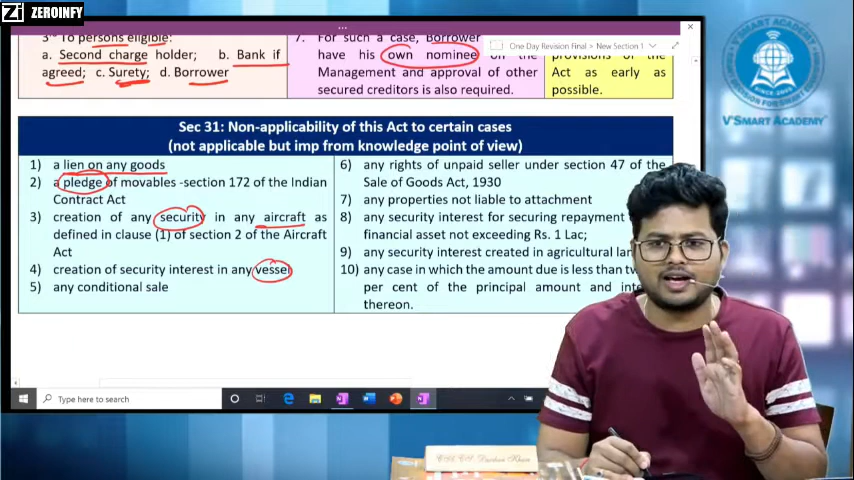 Zi ZEROINFY
3rd To persons eligible:
a. Second charge holder; b. Bank if
agreed; c. Surety; d. Borrower
7. For such a case, Borrower
have his own nominee on the
Management and approval of other
secured creditors is also required.
One Day Revision Final > New Section 1
provisions of the
Act as early as
possible.
V'SMART ACADEMY
SINCE-2005
V'SMART ACADEMY
Sec 31: Non-applicability of this Act to certain cases
(not applicable but imp from knowledge point of view)
1) a lien on any goods
2) a pledge of movables -section 172 of the Indian
Contract Act
3) creation of any security in any aircraft as
defined in clause (1) of section 2 of the Aircraft
Act
4) creation of security interest in any vessel
5) any conditional sale
6) any rights of unpaid seller under section 47 of the
Sale of Goods Act, 1930
7) any properties not liable to attachment
8) any security interest for securing repayment
financial asset not exceeding Rs. 1 Lac;
9) any security interest created in agricultural
10) any case in which the amount due is less than
per cent of the principal amount and
thereon.
Type here to search